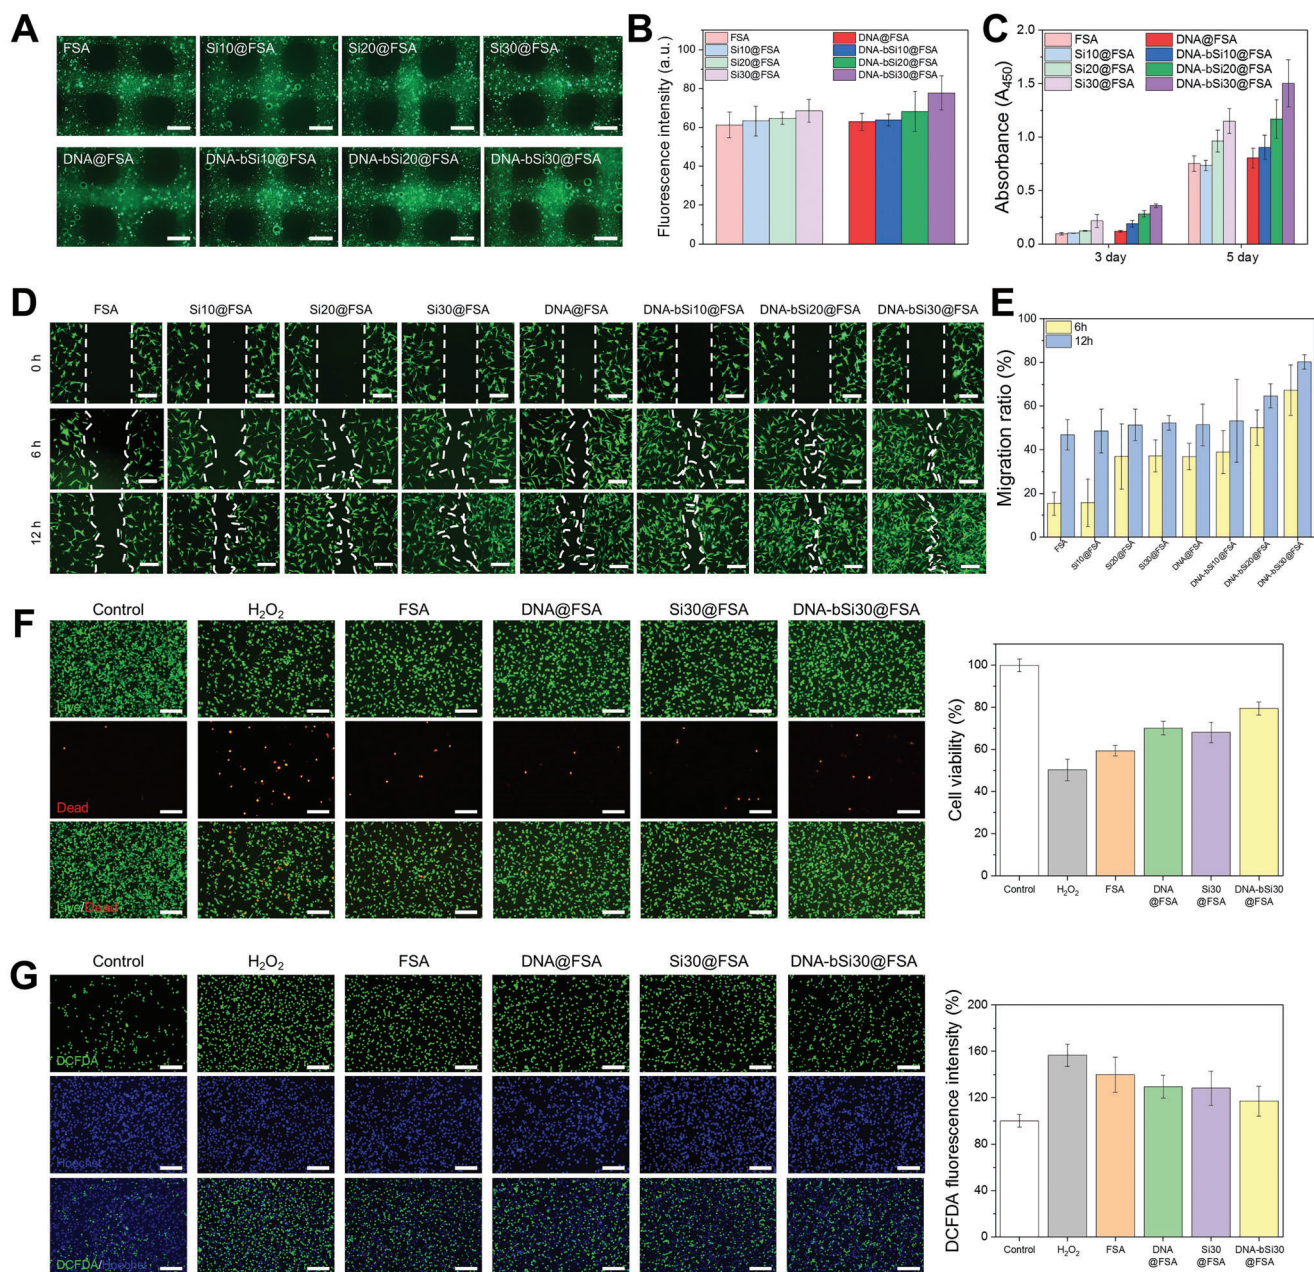 A
FSA
Si10@FSA
Si20@FSA
Si30@FSA
DNA@FSA
DNA-bSi10@FSA
DNA-bSi20@FSA
DNA-bSi30@FSA
B
Fluorescence intensity (a.u.)
100
80
60
40
20
0
FSA
Si10@FSA
Si20@FSA
Si30@FSA
DNA@FSA
DNA-bSi10@FSA
DNA-bSi20@FSA
DNA-bSi30@FSA
C
Absorbance (A450)
2.0
1.5
1.0
0.5
0.0
FSA
Si10@FSA
Si20@FSA
Si30@FSA
DNA@FSA
DNA-bSi10@FSA
DNA-bSi20@FSA
DNA-bSi30@FSA
3 day
5 day
D
FSA
Si10@FSA
Si20@FSA
Si30@FSA
DNA@FSA
DNA-bSi10@FSA
DNA-bSi20@FSA
DNA-bSi30@FSA
0 h
6 h
12 h
E
Migration ratio (%)
100
80
60
40
20
0
6h
12h
FSA
Si10@FSA
Si20@FSA
Si30@FSA
DNA@FSA
DNA-bSi10@FSA
DNA-bSi20@FSA
DNA-bSi30@FSA
F
Control
H2O2
FSA
DNA@FSA
Si30@FSA
DNA-bSi30@FSA
Live
Dead
Live/Dead
Cell viability (%)
100
80
60
40
20
0
Control
H2O2
FSA
DNA
@FSA
Si30
@FSA
DNA-bSi30
@FSA
G
Control
H2O2
FSA
DNA@FSA
Si30@FSA
DNA-bSi30@FSA
DCFDA
Hoechst
DCFDA/Hoechst
DCFDA fluorescence intensity (%)
200
160
120
80
40
0
Control
H2O2
FSA
DNA
@FSA
Si30
@FSA
DNA-bSi30
@FSA